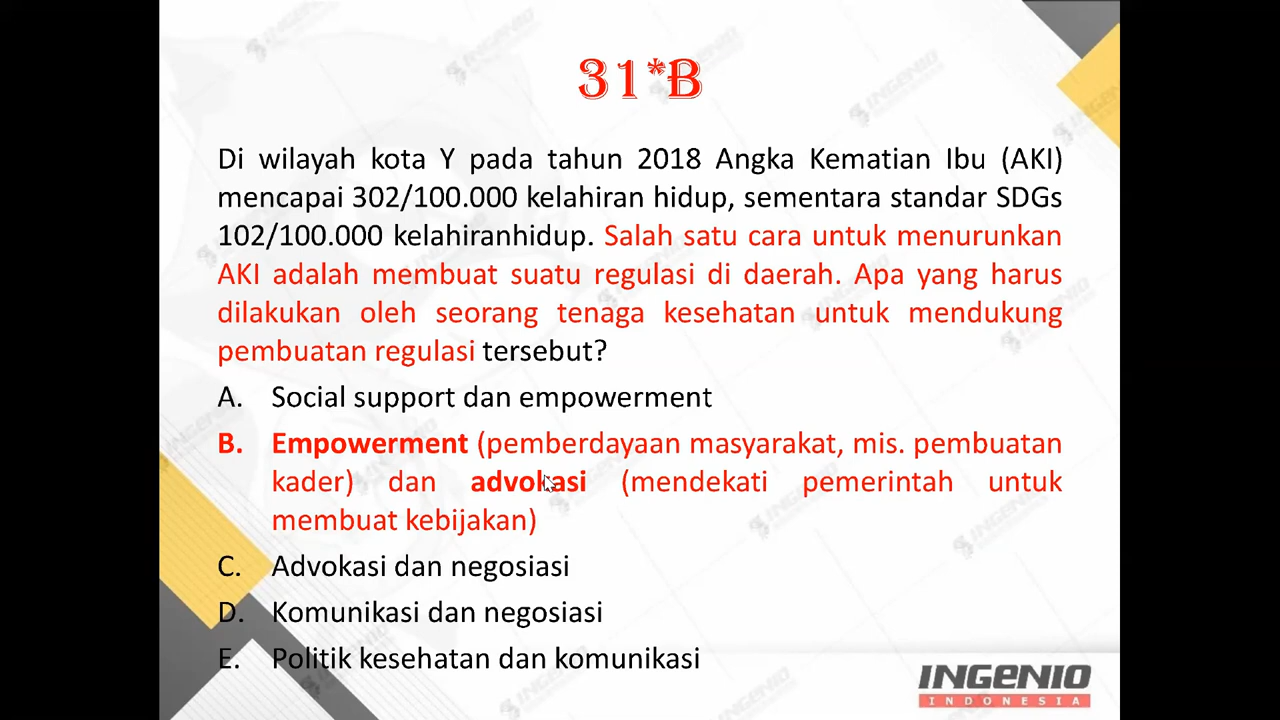 31*B
Di wilayah kota Y pada tahun 2018 Angka Kematian Ibu (AKI)
mencapai 302/100.000 kelahiran hidup, sementara standar SDGs
102/100.000 kelahiranhidup. Salah satu cara untuk menurunkan
AKI adalah membuat suatu regulasi di daerah. Apa yang harus
dilakukan oleh seorang tenaga kesehatan untuk mendukung
pembuatan regulasi tersebut?
A. Social support dan empowerment
B. Empowerment (pemberdayaan masyarakat, mis. pembuatan
kader) dan advokasi (mendekati pemerintah untuk
membuat kebijakan)
C. Advokasi dan negosiasi
D. Komunikasi dan negosiasi
E. Politik kesehatan dan komunikasi
INGENIO
INDONESIA